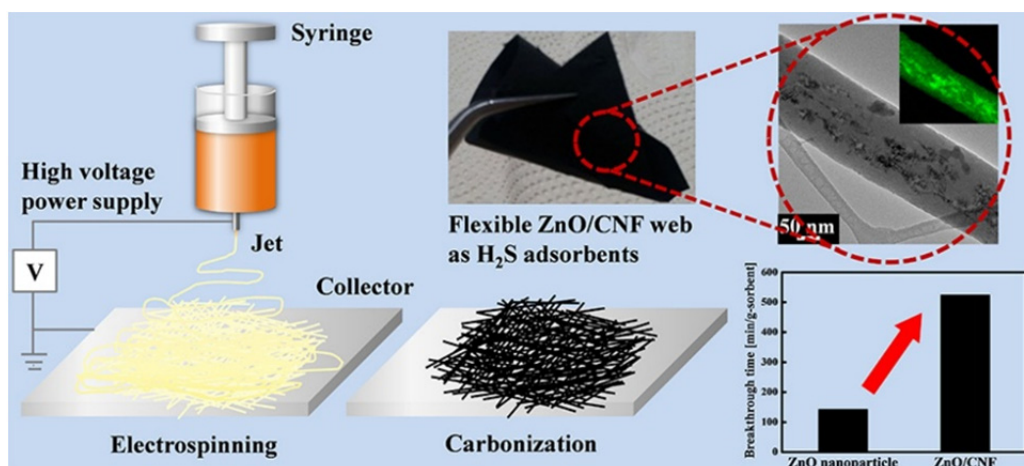 Syringe
High voltage
power supply
V
Jet
Collector
Electrospinning
Carbonization
Flexible ZnO/CNF web
as H₂S adsorbents
50 nm
Breakthrough time [min/g-sorbent]
600
500
400
300
200
100
0
ZnO nanoparticle
ZnO/CNF